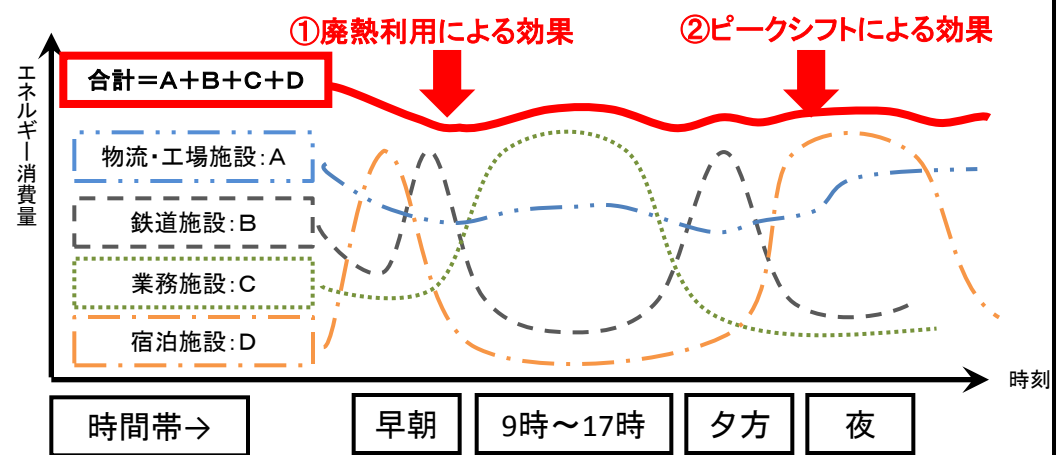 ①廃熱利用による効果
②ピークシフトによる効果
エネルギー消費量
合計=A+B+C+D
物流・工場施設:A
鉄道施設:B
業務施設:C
宿泊施設:D
時刻
時間帯→
早朝
9時～17時
夕方
夜